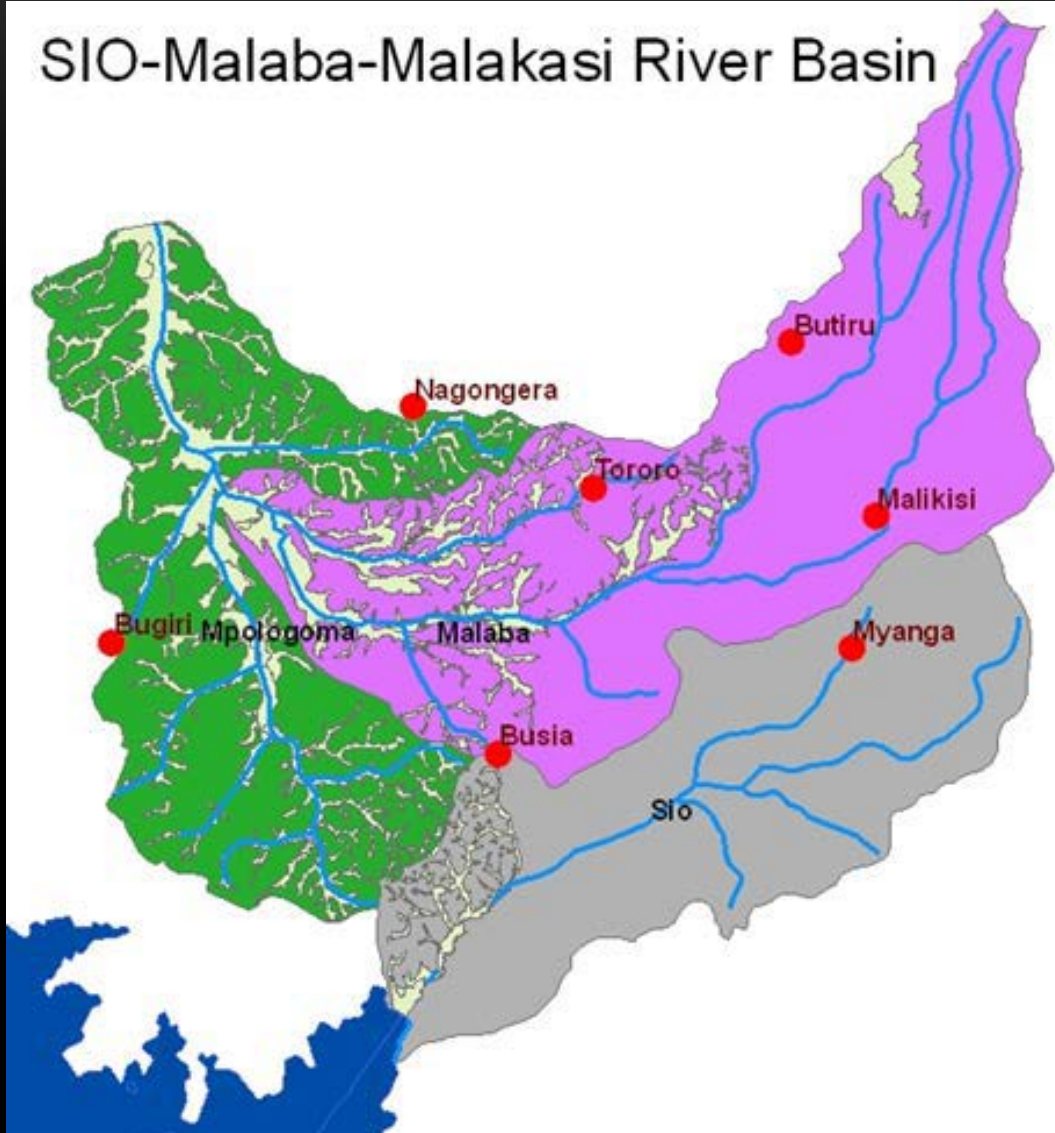 SIO-Malaba-Malakasi River Basin
Butiru
Nagongera
Tororo
Malikisi
Bugiri
Mpologoma
Malaba
Myanga
Busia
Sio